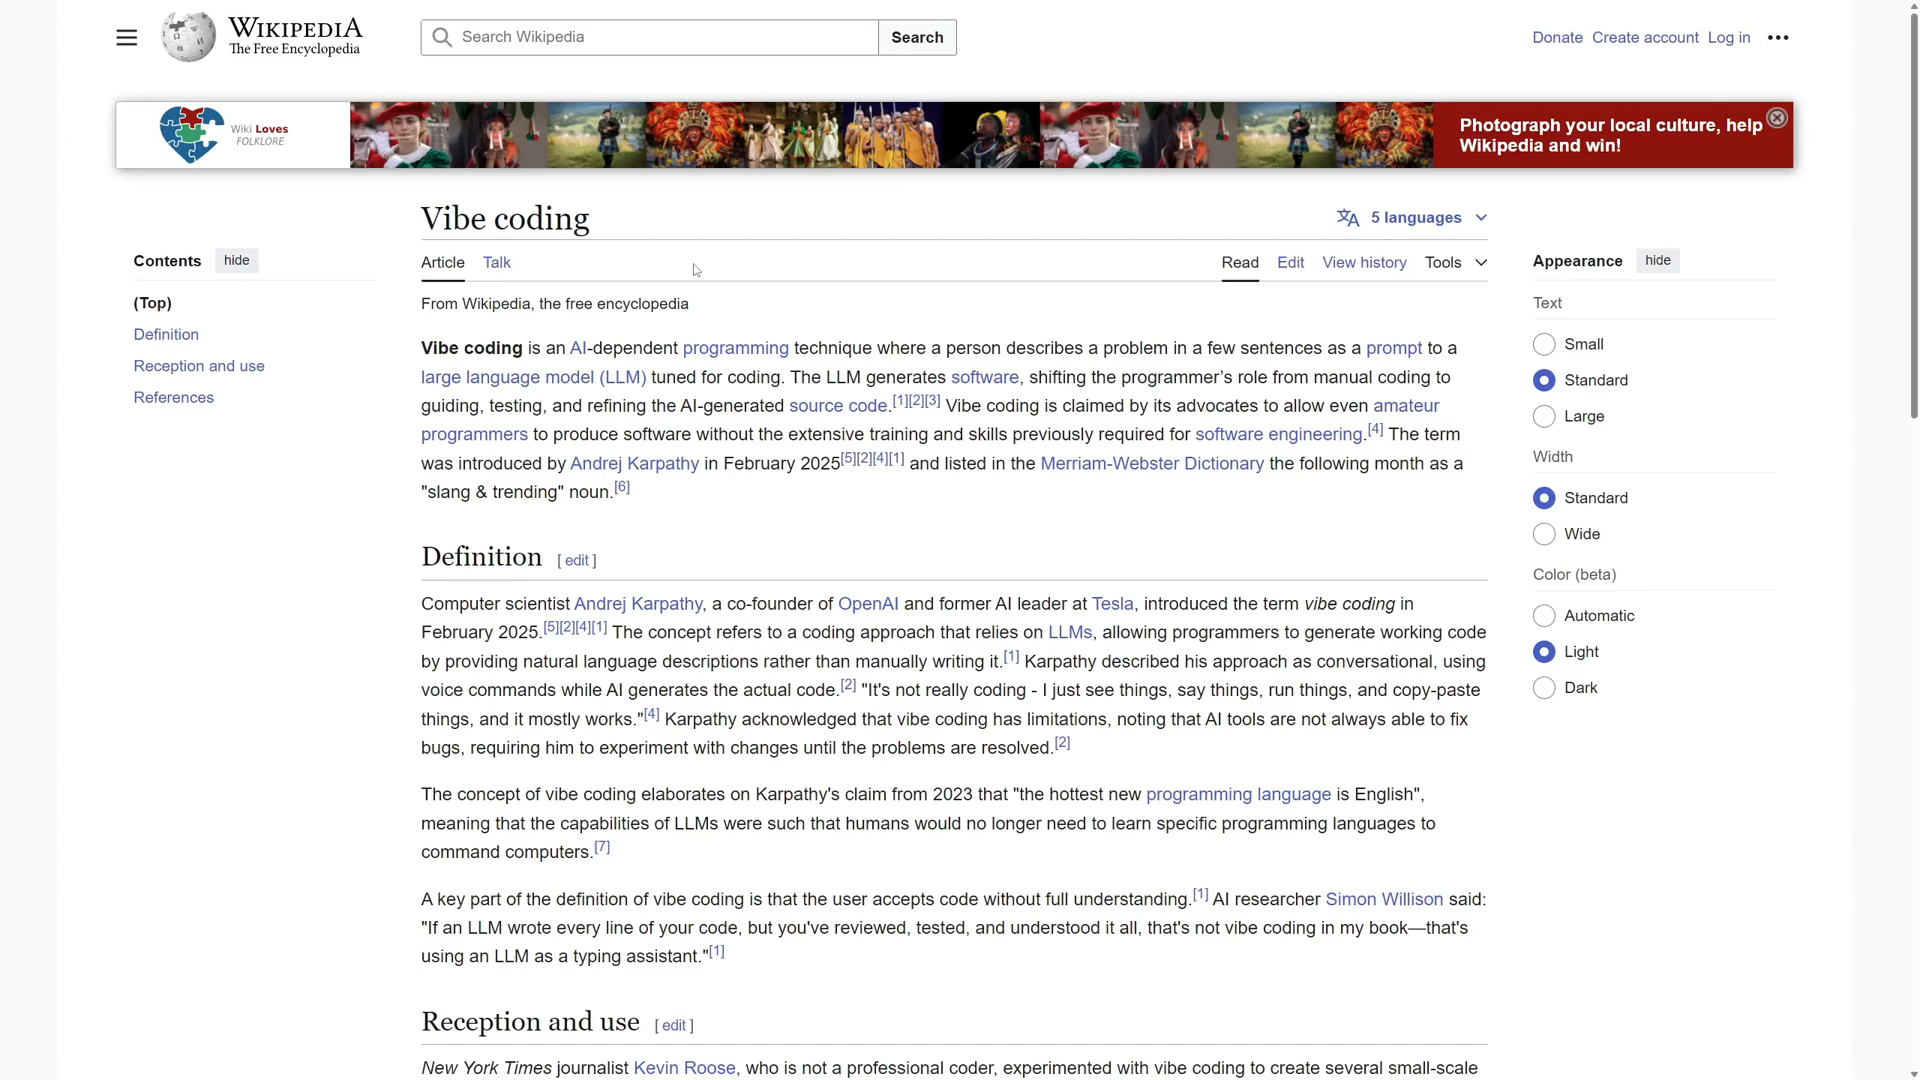 WIKIPEDIA
The Free Encyclopedia
Search Wikipedia
Search
Donate Create account Log in
Wiki Loves
FOLKLORE
Photograph your local culture, help
Wikipedia and win!
Vibe coding
5 languages
Contents hide
(Top)
Definition
Reception and use
References
Article Talk
Read Edit View history Tools
From Wikipedia, the free encyclopedia
Vibe coding is an AI-dependent programming technique where a person describes a problem in a few sentences as a prompt to a
large language model (LLM) tuned for coding. The LLM generates software, shifting the programmer’s role from manual coding to
guiding, testing, and refining the AI-generated source code.[1][2][3] Vibe coding is claimed by its advocates to allow even amateur
programmers to produce software without the extensive training and skills previously required for software engineering.[4] The term
was introduced by Andrej Karpathy in February 2025[5][2][4][1] and listed in the Merriam-Webster Dictionary the following month as a
"slang & trending" noun.[6]
Definition [ edit ]
Computer scientist Andrej Karpathy, a co-founder of OpenAI and former AI leader at Tesla, introduced the term vibe coding in
February 2025.[5][2][4][1] The concept refers to a coding approach that relies on LLMs, allowing programmers to generate working code
by providing natural language descriptions rather than manually writing it.[1] Karpathy described his approach as conversational, using
voice commands while AI generates the actual code.[2] "It's not really coding - I just see things, say things, run things, and copy-paste
things, and it mostly works."[4] Karpathy acknowledged that vibe coding has limitations, noting that AI tools are not always able to fix
bugs, requiring him to experiment with changes until the problems are resolved.[2]
The concept of vibe coding elaborates on Karpathy's claim from 2023 that "the hottest new programming language is English",
meaning that the capabilities of LLMs were such that humans would no longer need to learn specific programming languages to
command computers.[7]
A key part of the definition of vibe coding is that the user accepts code without full understanding.[1] AI researcher Simon Willison said:
"If an LLM wrote every line of your code, but you've reviewed, tested, and understood it all, that's not vibe coding in my book—that's
using an LLM as a typing assistant."[1]
Reception and use [ edit ]
New York Times journalist Kevin Roose, who is not a professional coder, experimented with vibe coding to create several small-scale
Appearance hide
Text
Small
Standard
Large
Width
Standard
Wide
Color (beta)
Automatic
Light
Dark